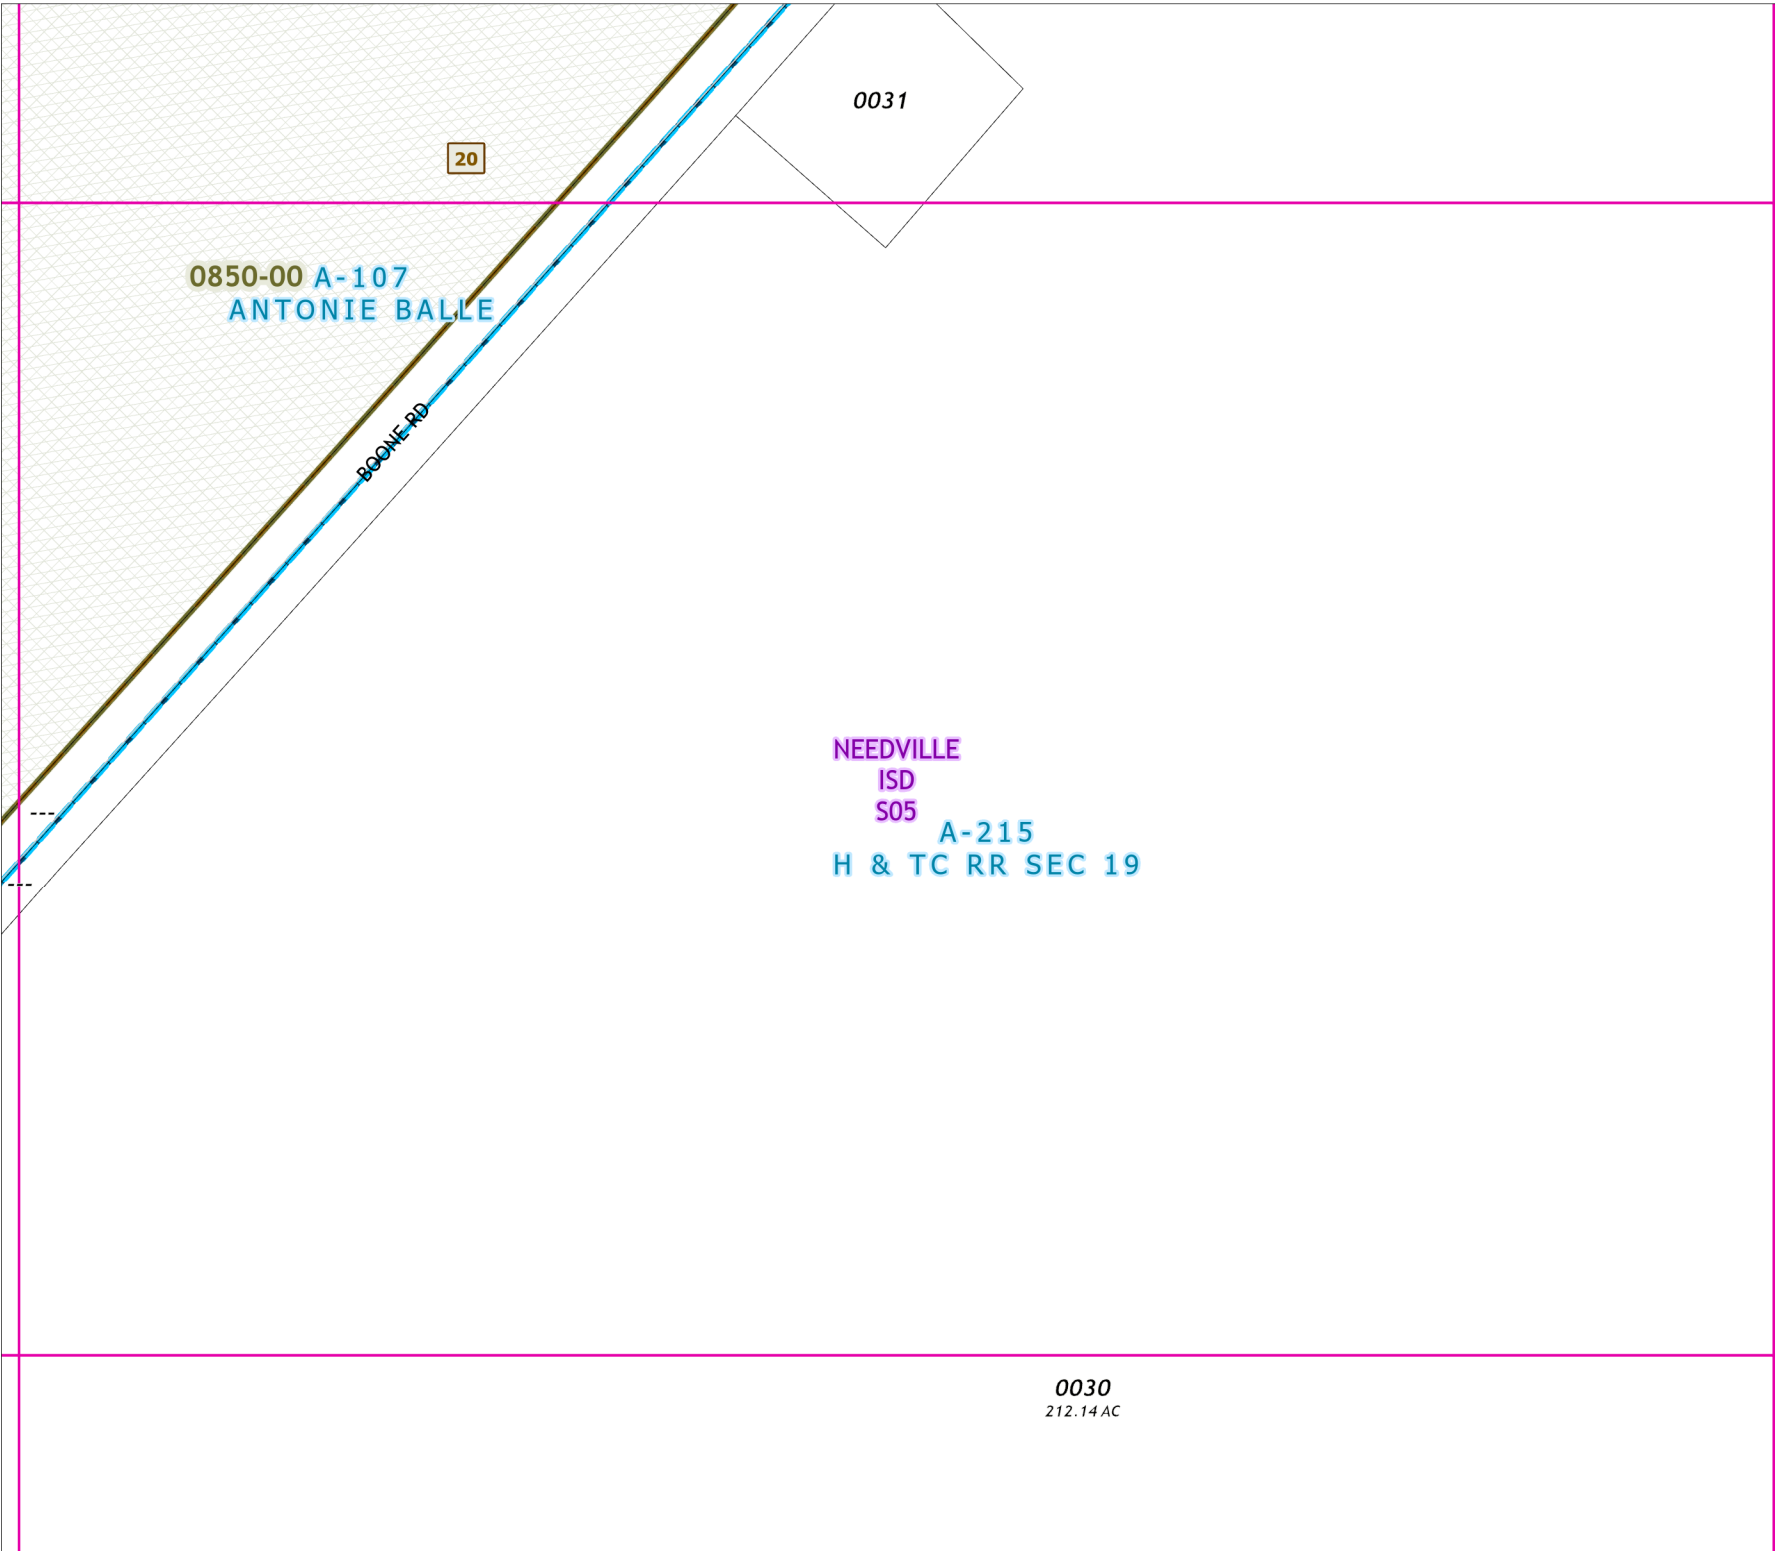 0031
20
0850-00 A-107
ANTONIE BALLE
BOONE RD
NEEDVILLE
ISD
S05
A-215
H & TC RR SEC 19
0030
212.14 AC